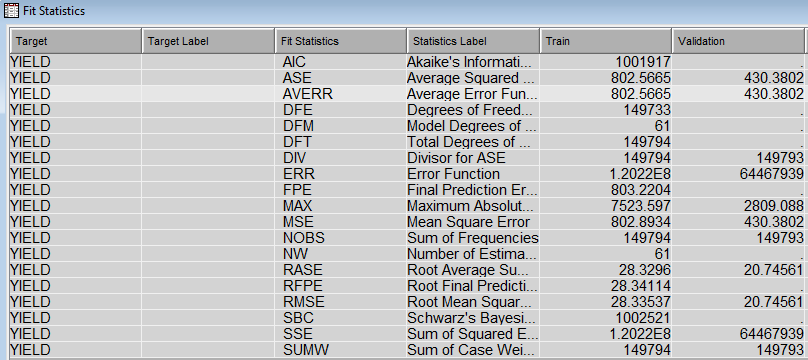 Fit Statistics
Target Target Label Fit Statistics Statistics Label Train Validation
YIELD AIC Akaike's Informati... 1001917 .
YIELD ASE Average Squared ... 802.5665 430.3802
YIELD AVERR Average Error Fun... 802.5665 430.3802
YIELD DFE Degrees of Freed... 149733 .
YIELD DFM Model Degrees of ... 61 .
YIELD DFT Total Degrees of ... 149794 .
YIELD DIV Divisor for ASE 149794 149793
YIELD ERR Error Function 1.2022E8 64467939
YIELD FPE Final Prediction Er... 803.2204 .
YIELD MAX Maximum Absolut... 7523.597 2809.088
YIELD MSE Mean Square Error 802.8934 430.3802
YIELD NOBS Sum of Frequencies 149794 149793
YIELD NW Number of Estima... 61 .
YIELD RASE Root Average Su... 28.3296 20.74561
YIELD RFPE Root Final Predicti... 28.34114 .
YIELD RMSE Root Mean Squar... 28.33537 20.74561
YIELD SBC Schwarz's Bayesi... 1002521 .
YIELD SSE Sum of Squared E... 1.2022E8 64467939
YIELD SUMW Sum of Case Wei... 149794 149793